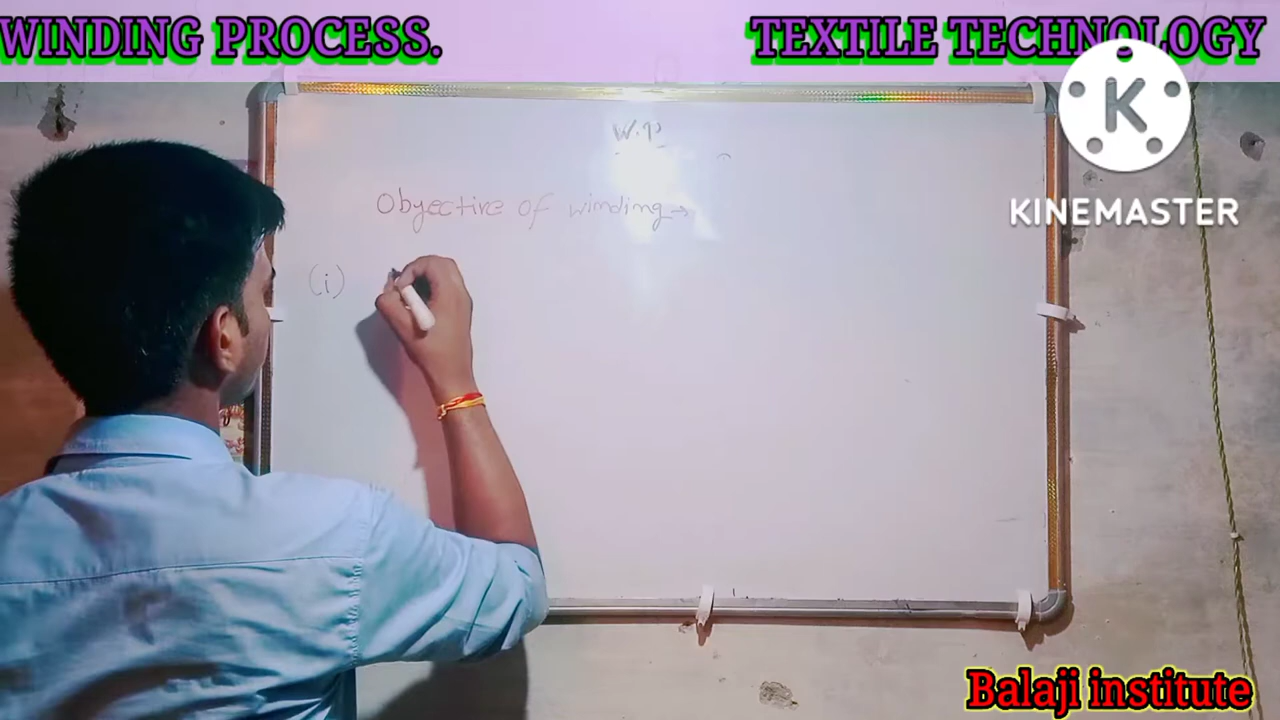 WINDING PROCESS.
TEXTILE TECHNOLOGY
K
KINEMASTER
W.P
Objective of winding→
(i)
Balaji institute